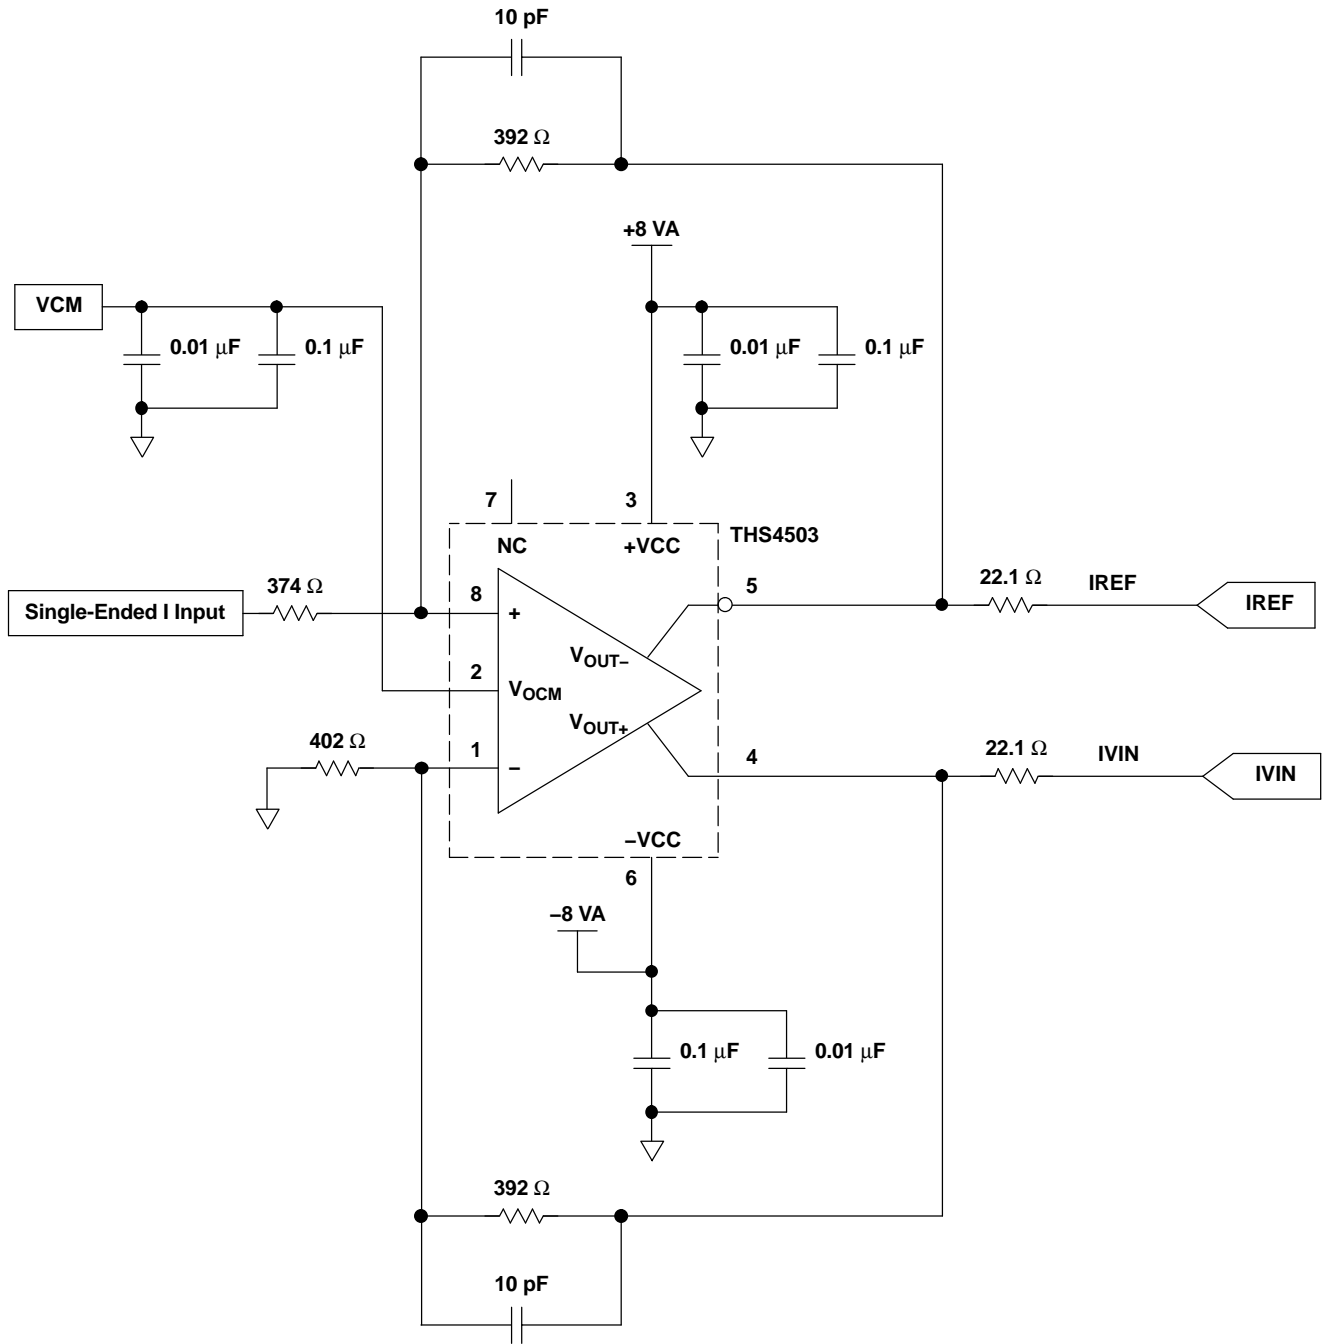 10 pF
392 Ω
+8 VA
VCM
0.01 µF
0.1 µF
0.01 µF
0.1 µF
7
3
THS4503
NC
+VCC
Single-Ended I Input
374 Ω
8
+
5
22.1 Ω
IREF
IREF
VOUT–
2
VOCM
VOUT+
402 Ω
1
–
4
22.1 Ω
IVIN
IVIN
–VCC
6
–8 VA
0.1 µF
0.01 µF
392 Ω
10 pF